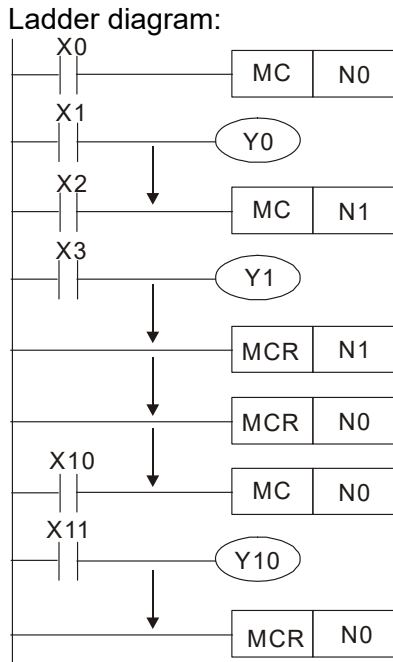 Ladder diagram:
X0
MC N0
X1
Y0
X2
MC N1
X3
Y1
MCR N1
MCR N0
X10
MC N0
X11
Y10
MCR N0